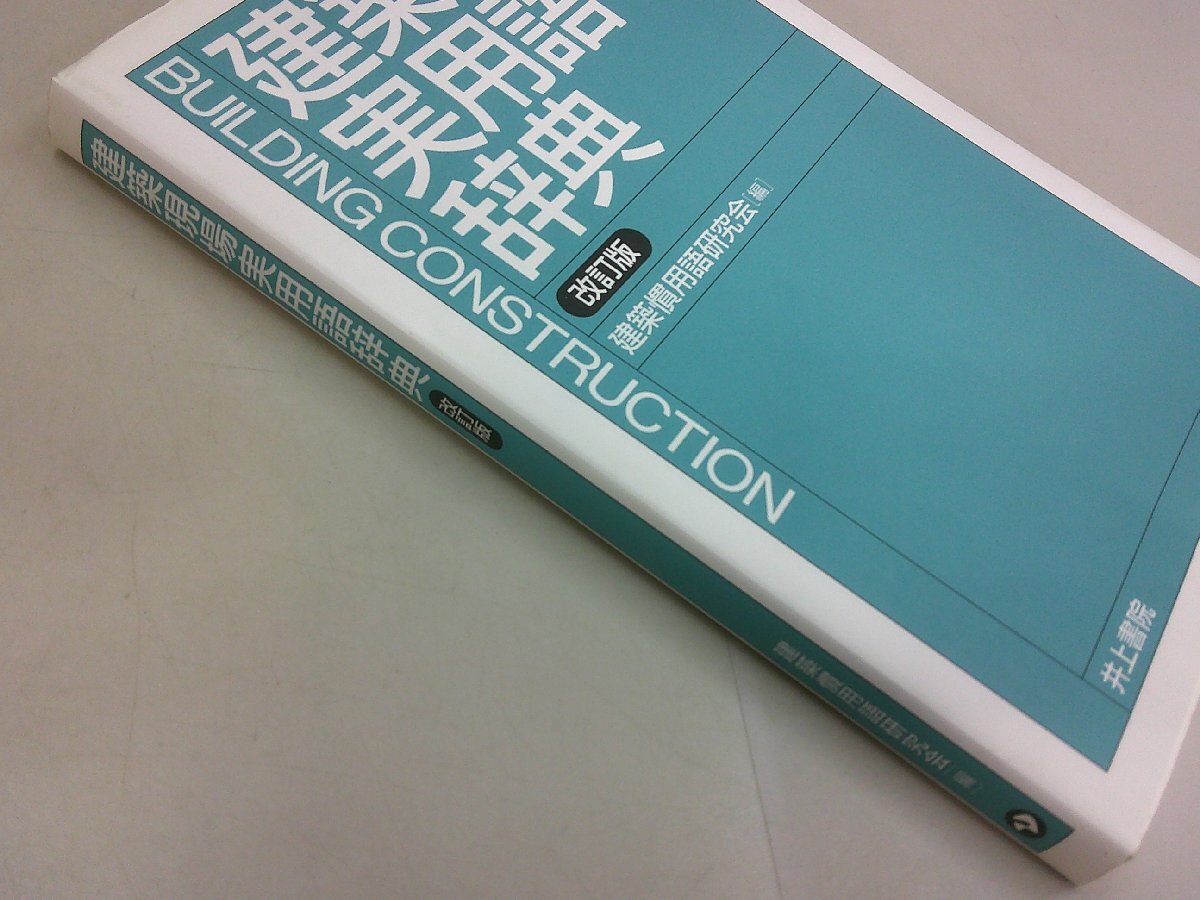 建築
実用語
辞典
BUILDING CONSTRUCTION
改訂版
建築慣用語研究会[編]
井上書院
建築現場実用語辞典
改訂版
建築慣用語研究会[編]